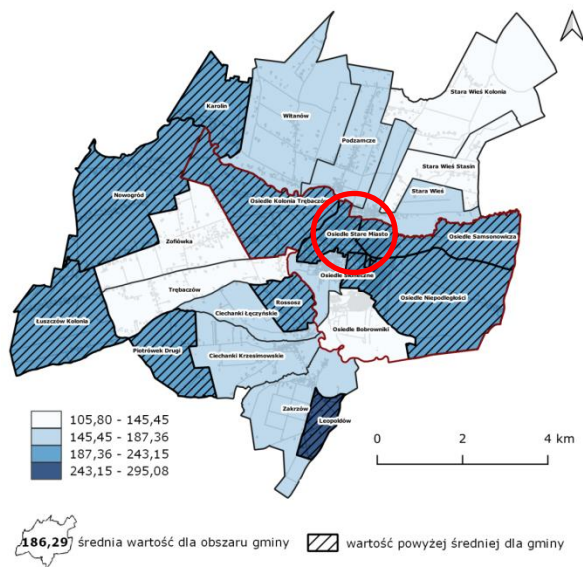 Karolin
Witanów
Stara Wieś Kolonia
Podzamcze
Stara Wieś Stasin
Nowogród
Stara Wieś
Osiedle Kolonia Trębaczów
Osiedle Stare Miasto
Osiedle Samsonowicza
Zofiówka
Osiedle Słoneczne
Trębaczów
Osiedle Niepodległości
Rossosz
Łuszczów Kolonia
Ciechanki Łęczyńskie
Osiedle Bobrowniki
Piotrówek Drugi
Ciechanki Krzesimowskie
Zakrzów
Leopoldów
105,80 - 145,45
145,45 - 187,36
187,36 - 243,15
243,15 - 295,08
0 2 4 km
186,29 średnia wartość dla obszaru gminy
wartość powyżej średniej dla gminy